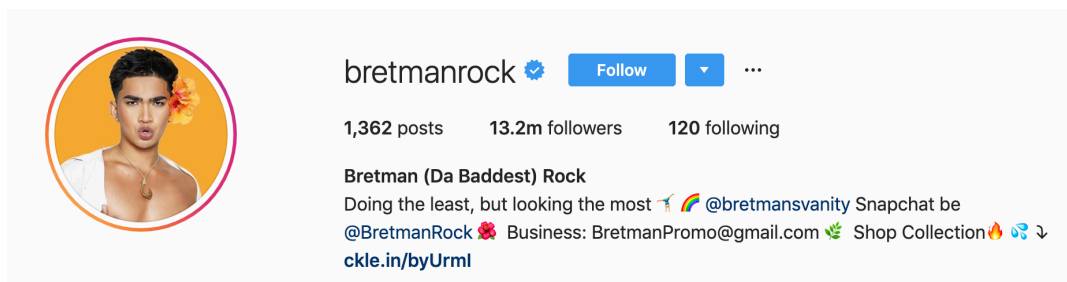 bretmanrock Follow
1,362 posts 13.2m followers 120 following
Bretman (Da Baddest) Rock
Doing the least, but looking the most 🤸🏽‍♂️ 🌈 @bretmansvanity Snapchat be
@BretmanRock 🌺 Business: BretmanPromo@gmail.com 🌿 Shop Collection🔥 💦 ⤵
ckle.in/byUrmI